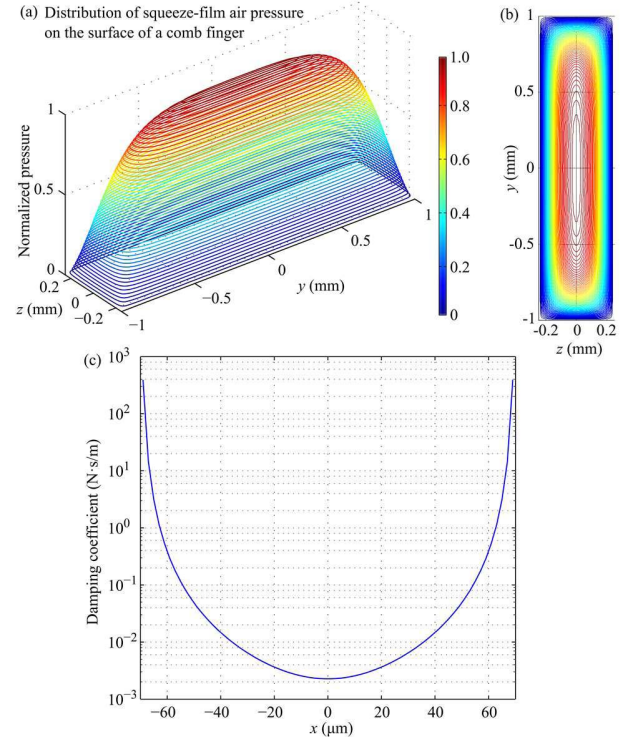 (a) Distribution of squeeze-film air pressure
on the surface of a comb finger
Normalized pressure
1
0.5
0
0.2
0
−0.2
z (mm)
−1
−0.5
0
0.5
1
y (mm)
1.0
0.8
0.6
0.4
0.2
0
(b)
y (mm)
1
0.5
0
-0.5
-1
-0.2 0 0.2
z (mm)
(c)
Damping coefficient (N·s/m)
10³
10²
10¹
10⁰
10⁻¹
10⁻²
10⁻³
−60 −40 −20 0 20 40 60
x (μm)